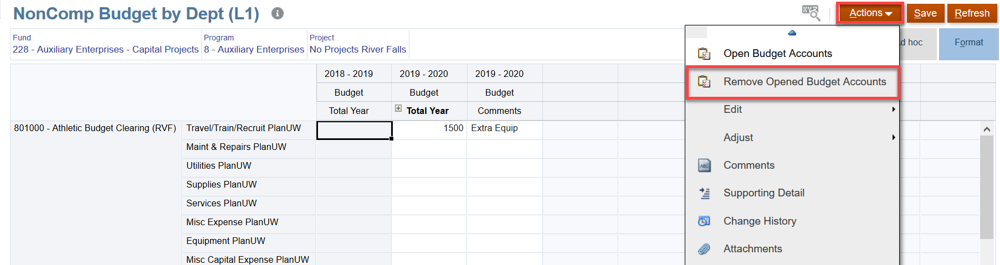 NonComp Budget by Dept (L1)
Actions
Save
Refresh
Fund
Program
Project
228 - Auxiliary Enterprises - Capital Projects
8 - Auxiliary Enterprises
No Projects River Falls
d hoc
Format
2018 - 2019
2019 - 2020
2019 - 2020
Budget
Budget
Budget
Total Year
Total Year
Comments
801000 - Athletic Budget Clearing (RVF)
Travel/Train/Recruit PlanUW
1500
Extra Equip
Maint & Repairs PlanUW
Utilities PlanUW
Supplies PlanUW
Services PlanUW
Misc Expense PlanUW
Equipment PlanUW
Misc Capital Expense PlanUW
Open Budget Accounts
Remove Opened Budget Accounts
Edit
Adjust
ABC
Comments
Supporting Detail
Change History
Attachments